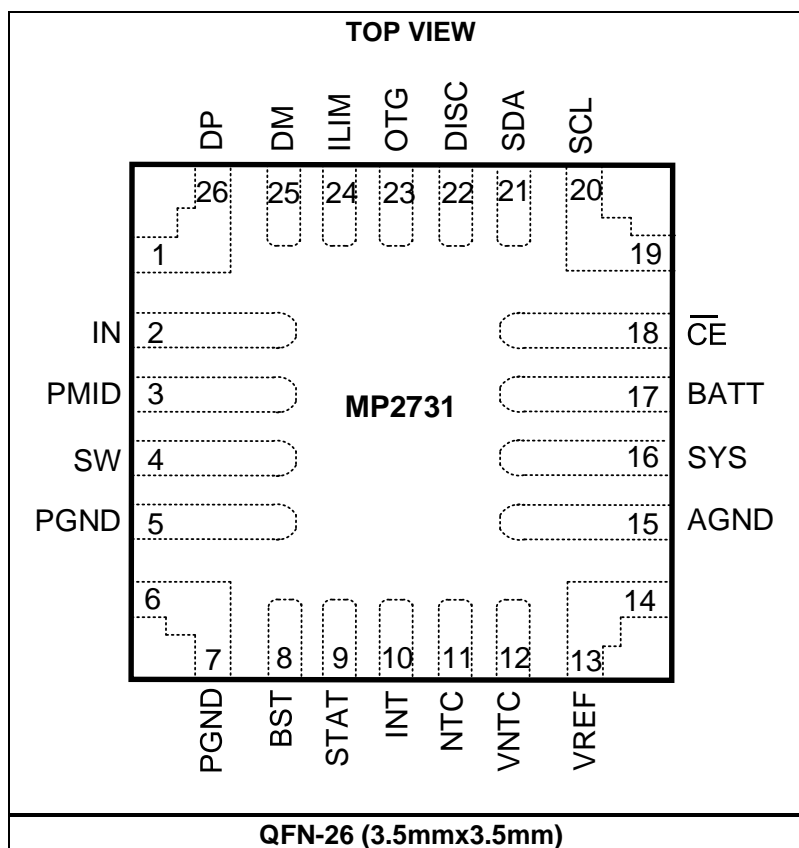 TOP VIEW
DP DM ILIM OTG DISC SDA SCL
26 25 24 23 22 21 20
1 19
IN 2 18 C̅E̅
PMID 3 MP2731 17 BATT
SW 4 16 SYS
PGND 5 15 AGND
6 14
7 8 9 10 11 12 13
PGND BST STAT INT NTC VNTC VREF
QFN-26 (3.5mmx3.5mm)